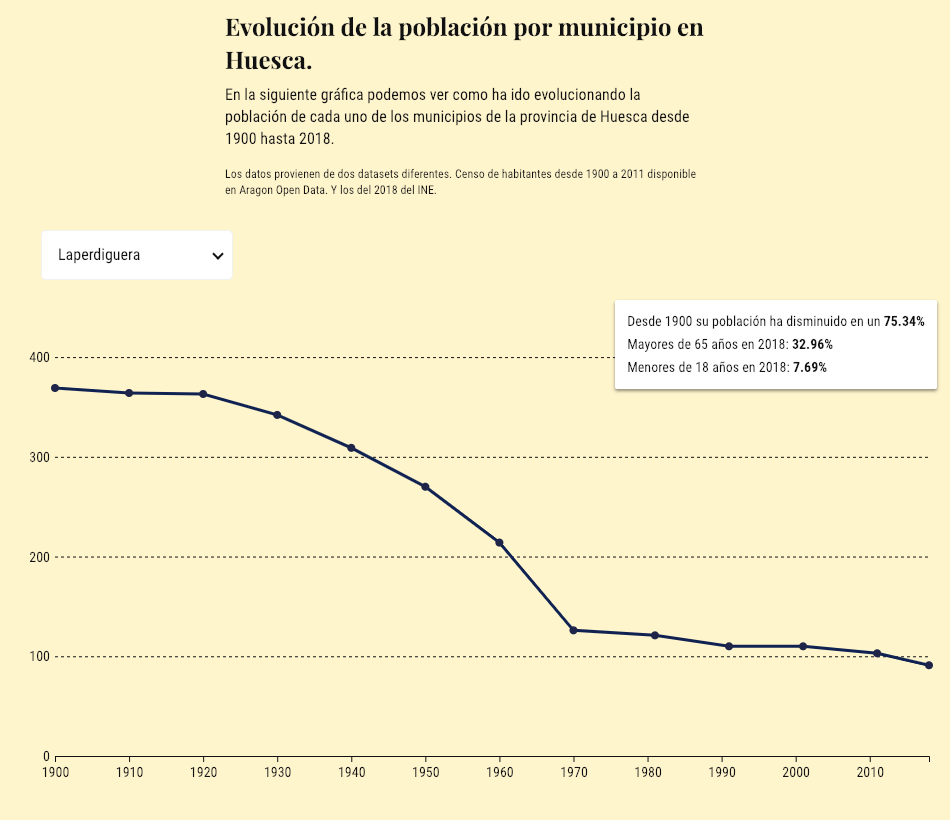 Evolución de la población por municipio en
Huesca.
En la siguiente gráfica podemos ver como ha ido evolucionando la
población de cada uno de los municipios de la provincia de Huesca desde
1900 hasta 2018.
Los datos provienen de dos datasets diferentes. Censo de habitantes desde 1900 a 2011 disponible
en Aragon Open Data. Y los del 2018 del INE.
Laperdiguera
Desde 1900 su población ha disminuido en un 75.34%
Mayores de 65 años en 2018: 32.96%
Menores de 18 años en 2018: 7.69%
400
300
200
100
0
1900 1910 1920 1930 1940 1950 1960 1970 1980 1990 2000 2010